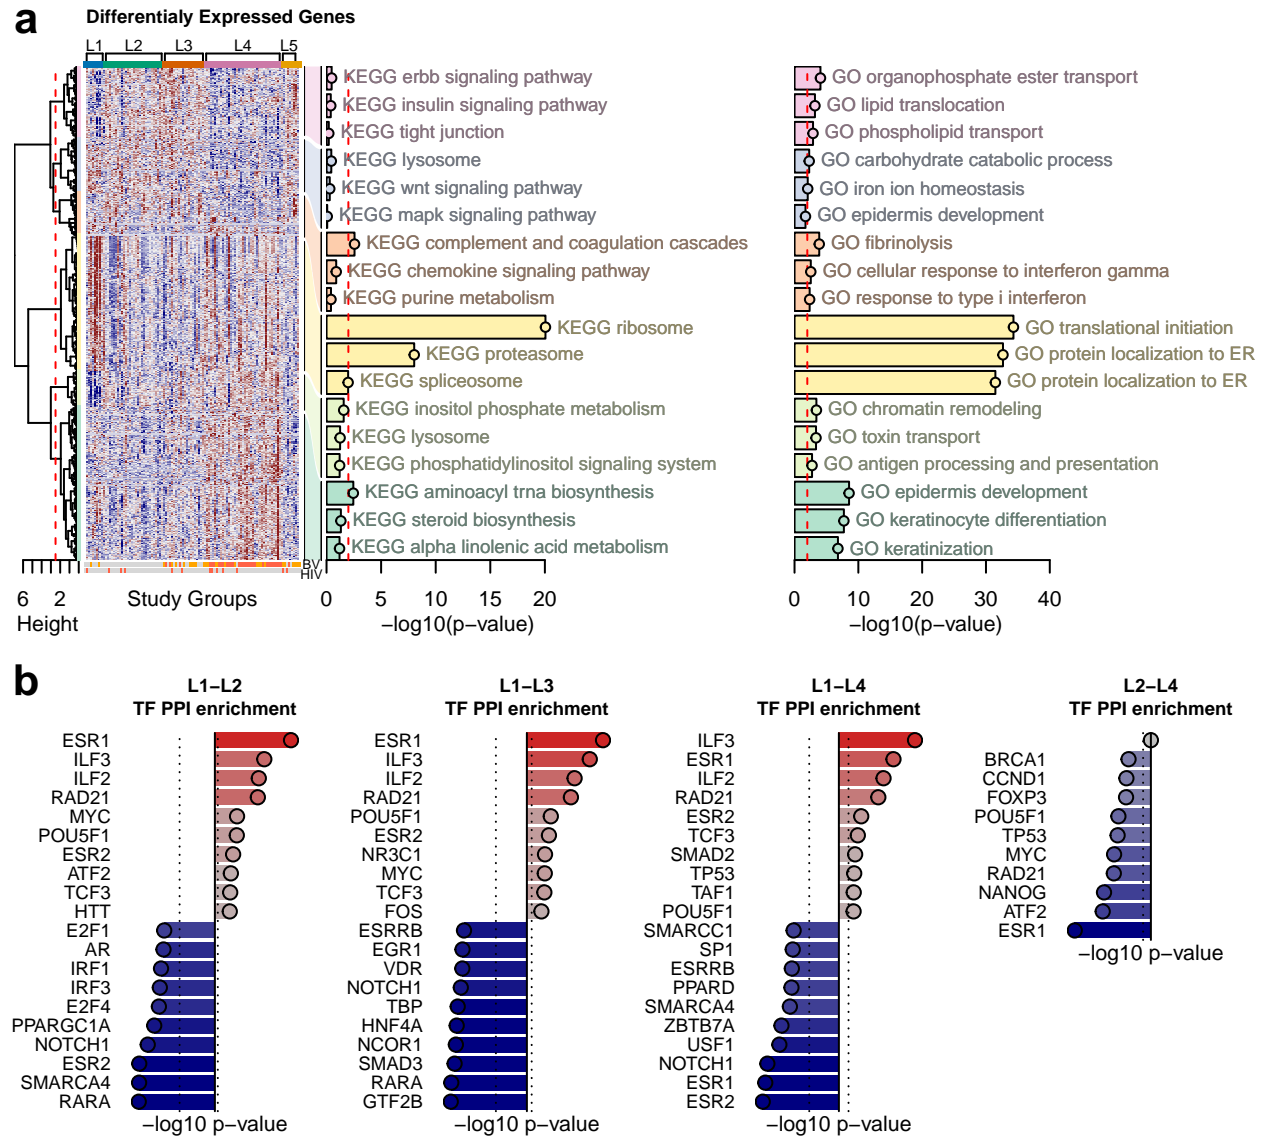 a
Differentialy Expressed Genes
L1 L2 L3 L4 L5
KEGG erbb signaling pathway
KEGG insulin signaling pathway
KEGG tight junction
KEGG lysosome
KEGG wnt signaling pathway
KEGG mapk signaling pathway
KEGG complement and coagulation cascades
KEGG chemokine signaling pathway
KEGG purine metabolism
KEGG ribosome
KEGG proteasome
KEGG spliceosome
KEGG inositol phosphate metabolism
KEGG lysosome
KEGG phosphatidylinositol signaling system
KEGG aminoacyl trna biosynthesis
KEGG steroid biosynthesis
KEGG alpha linolenic acid metabolism
GO organophosphate ester transport
GO lipid translocation
GO phospholipid transport
GO carbohydrate catabolic process
GO iron ion homeostasis
GO epidermis development
GO fibrinolysis
GO cellular response to interferon gamma
GO response to type i interferon
GO translational initiation
GO protein localization to ER
GO protein localization to ER
GO chromatin remodeling
GO toxin transport
GO antigen processing and presentation
GO epidermis development
GO keratinocyte differentiation
GO keratinization
BV
HIV
6 2
Height
Study Groups
0 5 10 15 20
−log10(p−value)
0 10 20 30 40
−log10(p−value)
b
L1−L2
TF PPI enrichment
ESR1
ILF3
ILF2
RAD21
MYC
POU5F1
ESR2
ATF2
TCF3
HTT
E2F1
AR
IRF1
IRF3
E2F4
PPARGC1A
NOTCH1
ESR2
SMARCA4
RARA
−log10 p−value
L1−L3
TF PPI enrichment
ESR1
ILF3
ILF2
RAD21
POU5F1
ESR2
NR3C1
MYC
TCF3
FOS
ESRRB
EGR1
VDR
NOTCH1
TBP
HNF4A
NCOR1
SMAD3
RARA
GTF2B
−log10 p−value
L1−L4
TF PPI enrichment
ILF3
ESR1
ILF2
RAD21
ESR2
TCF3
SMAD2
TP53
TAF1
POU5F1
SMARCC1
SP1
ESRRB
PPARD
SMARCA4
ZBTB7A
USF1
NOTCH1
ESR1
ESR2
−log10 p−value
L2−L4
TF PPI enrichment
BRCA1
CCND1
FOXP3
POU5F1
TP53
MYC
RAD21
NANOG
ATF2
ESR1
−log10 p−value